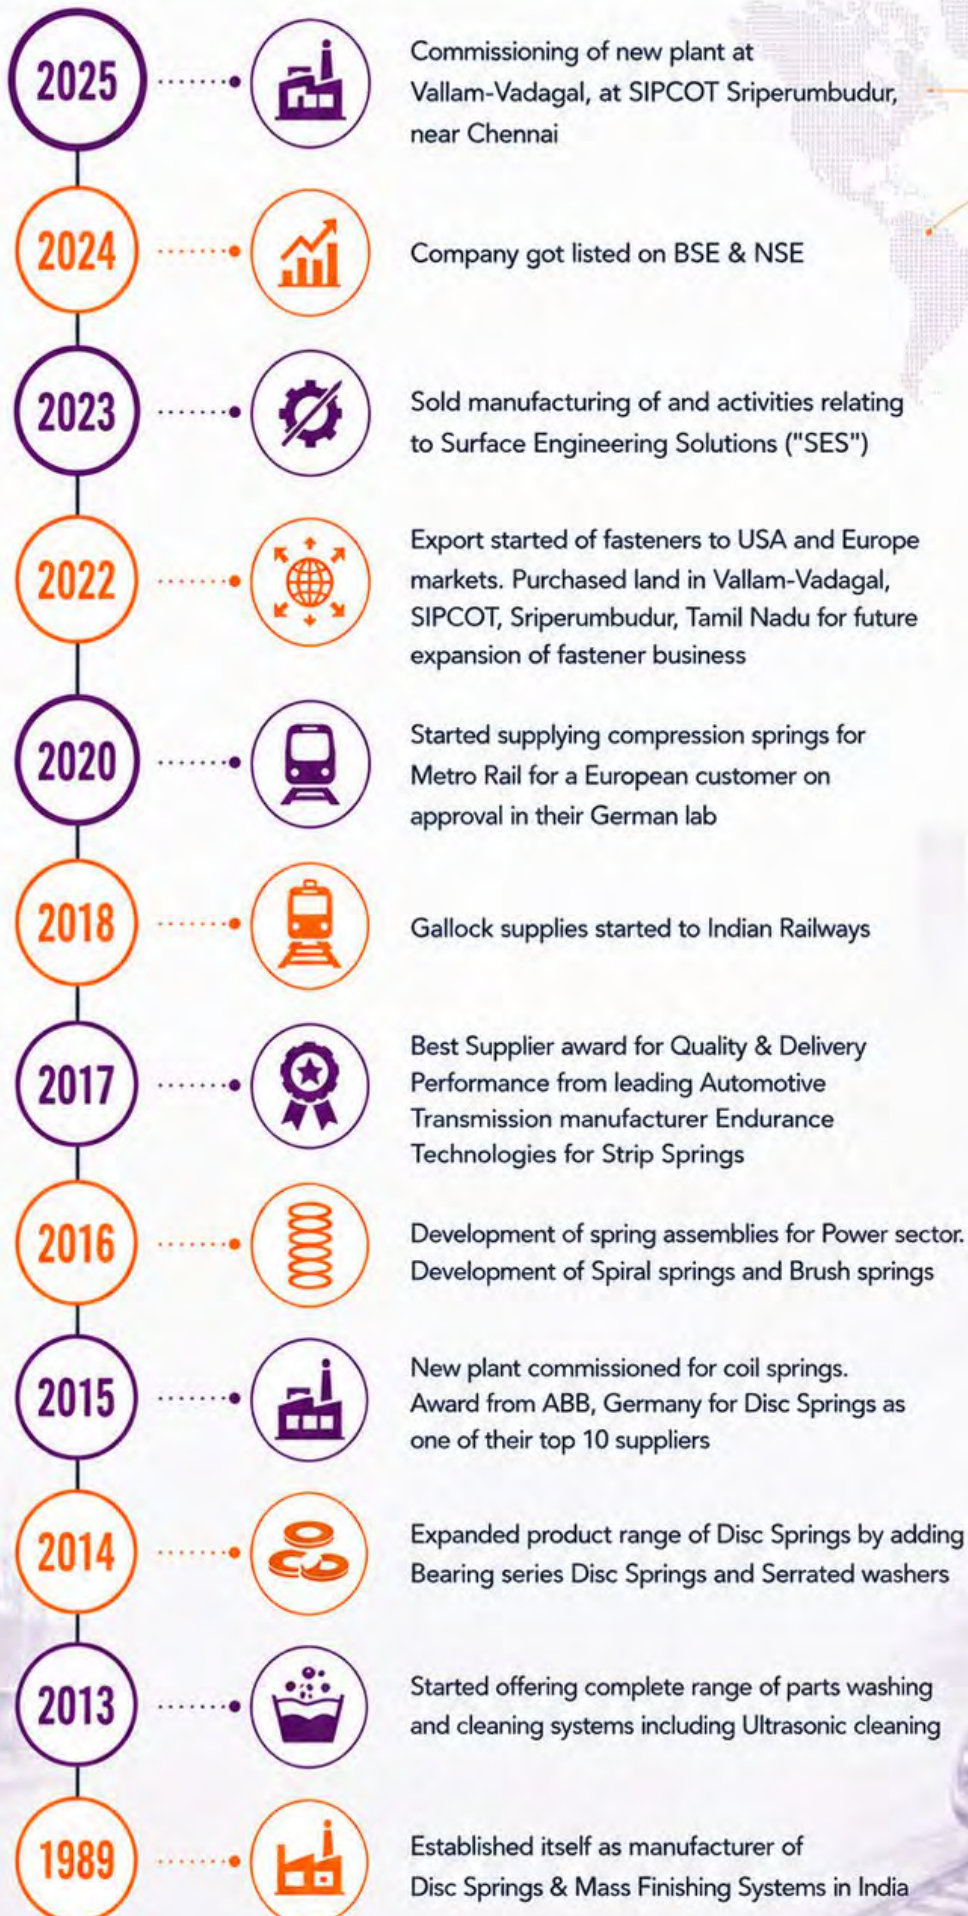 2025
Commissioning of new plant at
Vallam-Vadagal, at SIPCOT Sriperumbudur,
near Chennai
2024
Company got listed on BSE & NSE
2023
Sold manufacturing of and activities relating
to Surface Engineering Solutions ("SES")
2022
Export started of fasteners to USA and Europe
markets. Purchased land in Vallam-Vadagal,
SIPCOT, Sriperumbudur, Tamil Nadu for future
expansion of fastener business
2020
Started supplying compression springs for
Metro Rail for a European customer on
approval in their German lab
2018
Gallock supplies started to Indian Railways
2017
Best Supplier award for Quality & Delivery
Performance from leading Automotive
Transmission manufacturer Endurance
Technologies for Strip Springs
2016
Development of spring assemblies for Power sector.
Development of Spiral springs and Brush springs
2015
New plant commissioned for coil springs.
Award from ABB, Germany for Disc Springs as
one of their top 10 suppliers
2014
Expanded product range of Disc Springs by adding
Bearing series Disc Springs and Serrated washers
2013
Started offering complete range of parts washing
and cleaning systems including Ultrasonic cleaning
1989
Established itself as manufacturer of
Disc Springs & Mass Finishing Systems in India